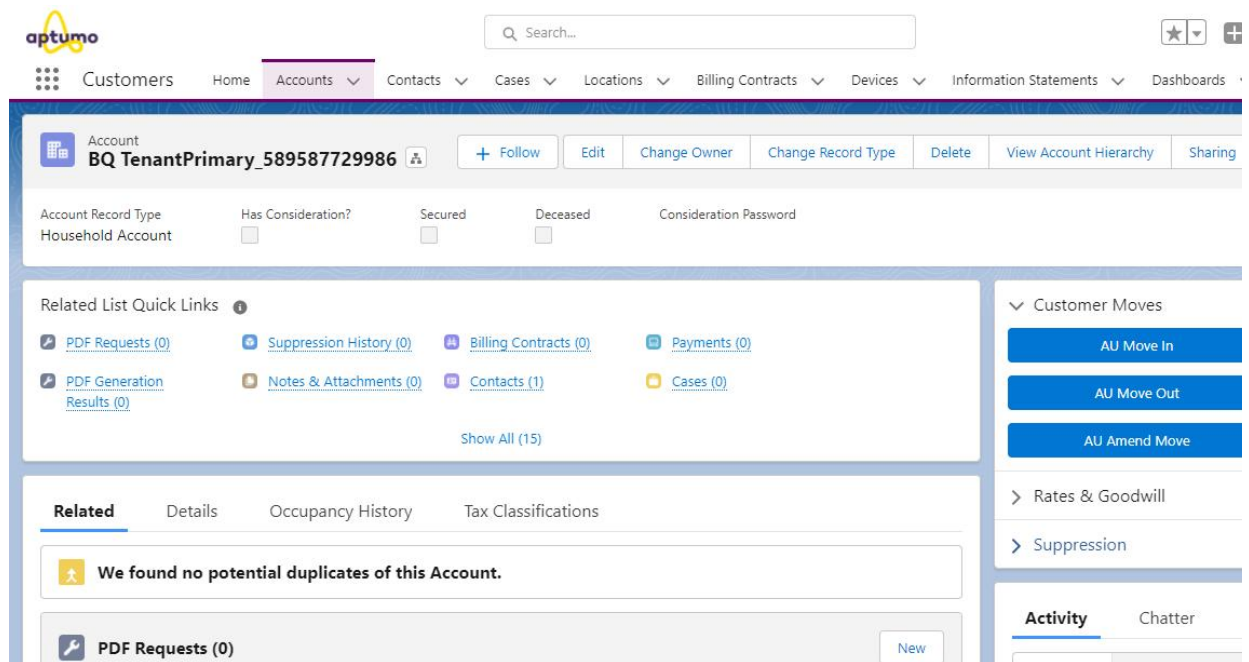 aptumo
Search...
Customers Home Accounts Contacts Cases Locations Billing Contracts Devices Information Statements Dashboards
Account
BQ TenantPrimary_589587729986
+ Follow Edit Change Owner Change Record Type Delete View Account Hierarchy Sharing
Account Record Type Has Consideration? Secured Deceased Consideration Password
Household Account
Related List Quick Links
PDF Requests (0) Suppression History (0) Billing Contracts (0) Payments (0)
PDF Generation Results (0) Notes & Attachments (0) Contacts (1) Cases (0)
Show All (15)
Customer Moves
AU Move In
AU Move Out
AU Amend Move
Rates & Goodwill
Suppression
Related Details Occupancy History Tax Classifications
We found no potential duplicates of this Account.
PDF Requests (0) New
Activity Chatter